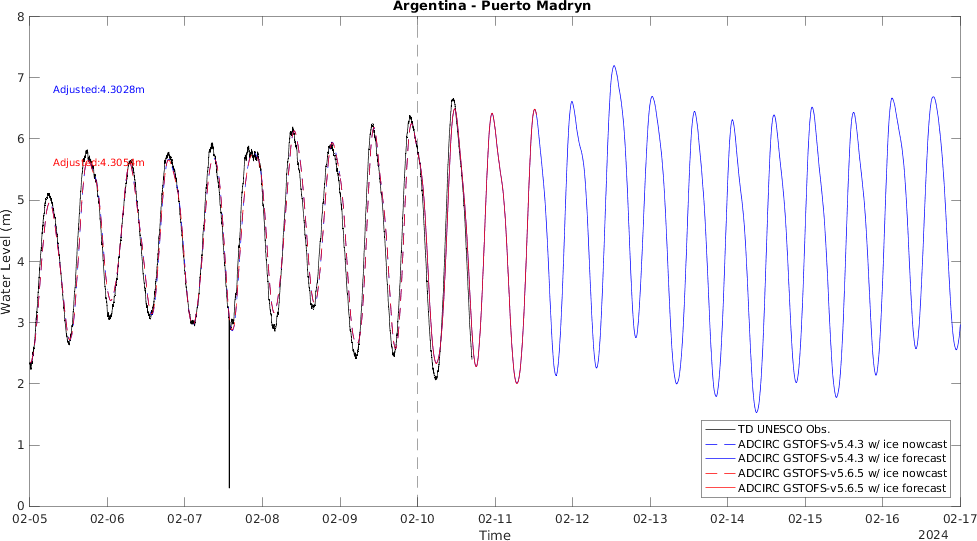 Argentina - Puerto Madryn
8
7
6
5
4
3
2
1
0
Water Level (m)
Adjusted:4.3028m
TD UNESCO Obs.
ADCIRC GSTOFS-v5.4.3 w/ ice nowcast
ADCIRC GSTOFS-v5.4.3 w/ ice forecast
ADCIRC GSTOFS-v5.6.5 w/ ice nowcast
ADCIRC GSTOFS-v5.6.5 w/ ice forecast
02-05 02-06 02-07 02-08 02-09 02-10 02-11 02-12 02-13 02-14 02-15 02-16 02-17
Time
2024